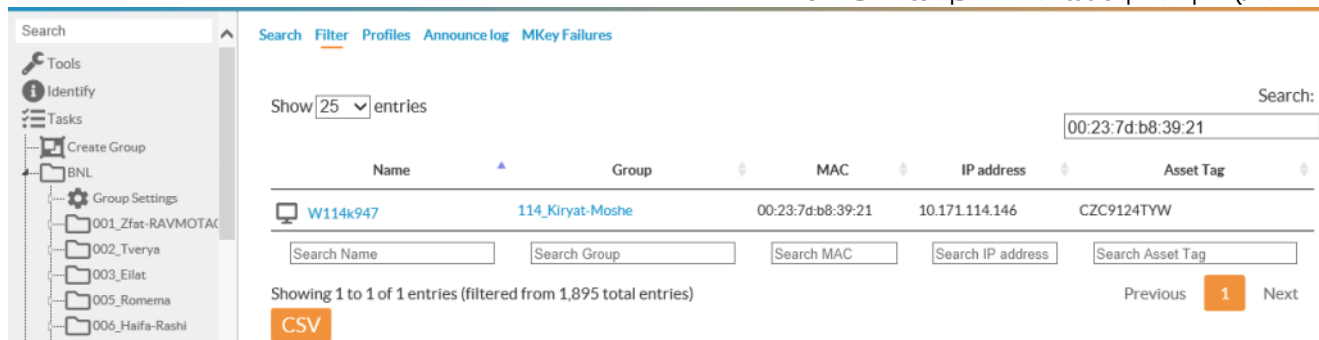 Search
Tools
Identify
Tasks
Create Group
BNL
Group Settings
001_Zfat-RAVMOTA
002_Tverya
003_Eilat
005_Romema
006_Haifa-Rashi
Search Filter Profiles Announce log MKey Failures
Show 25 entries
Search:
00:23:7d:b8:39:21
Name Group MAC IP address Asset Tag
W114k947 114_Kiryat-Moshe 00:23:7d:b8:39:21 10.171.114.146 CZC9124TYW
Search Name Search Group Search MAC Search IP address Search Asset Tag
Showing 1 to 1 of 1 entries (filtered from 1,895 total entries)
Previous 1 Next
CSV